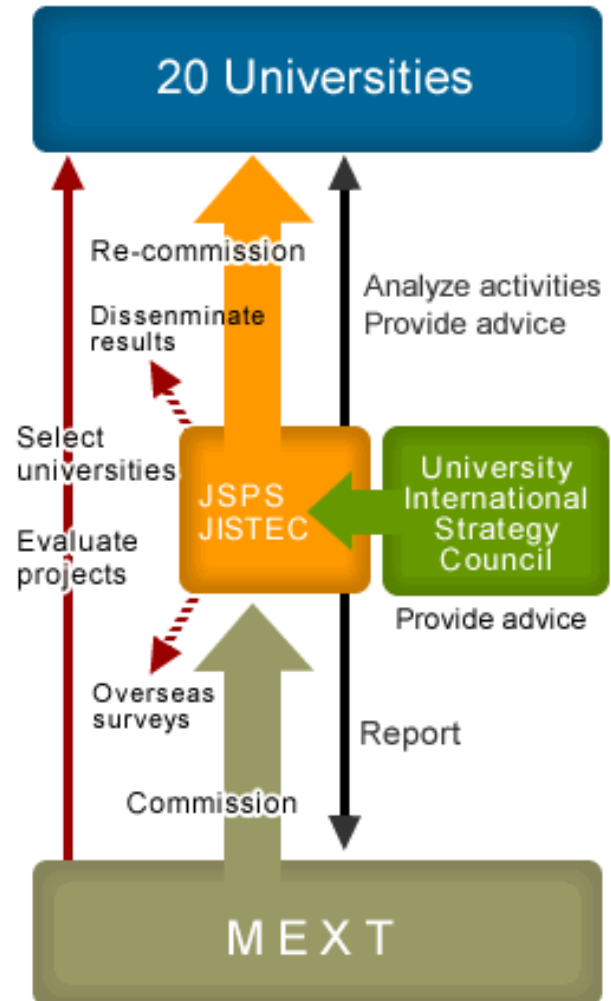 20 Universities
Re-commission
Analyze activities
Provide advice
Dissenminate
results
Select
universities
JSPS
JISTEC
University
International
Strategy
Council
Evaluate
projects
Provide advice
Overseas
surveys
Report
Commission
MEXT